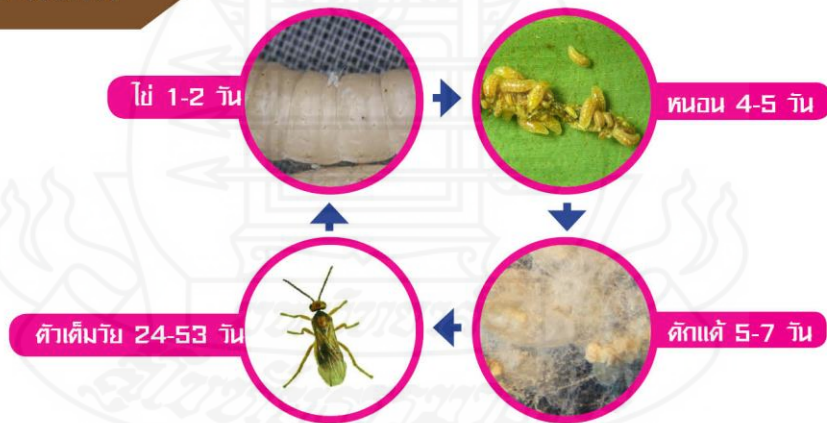 ไข่ 1-2 วัน
หนอน 4-5 วัน
ตัวเต็มวัย 24-53 วัน
ดักแด้ 5-7 วัน